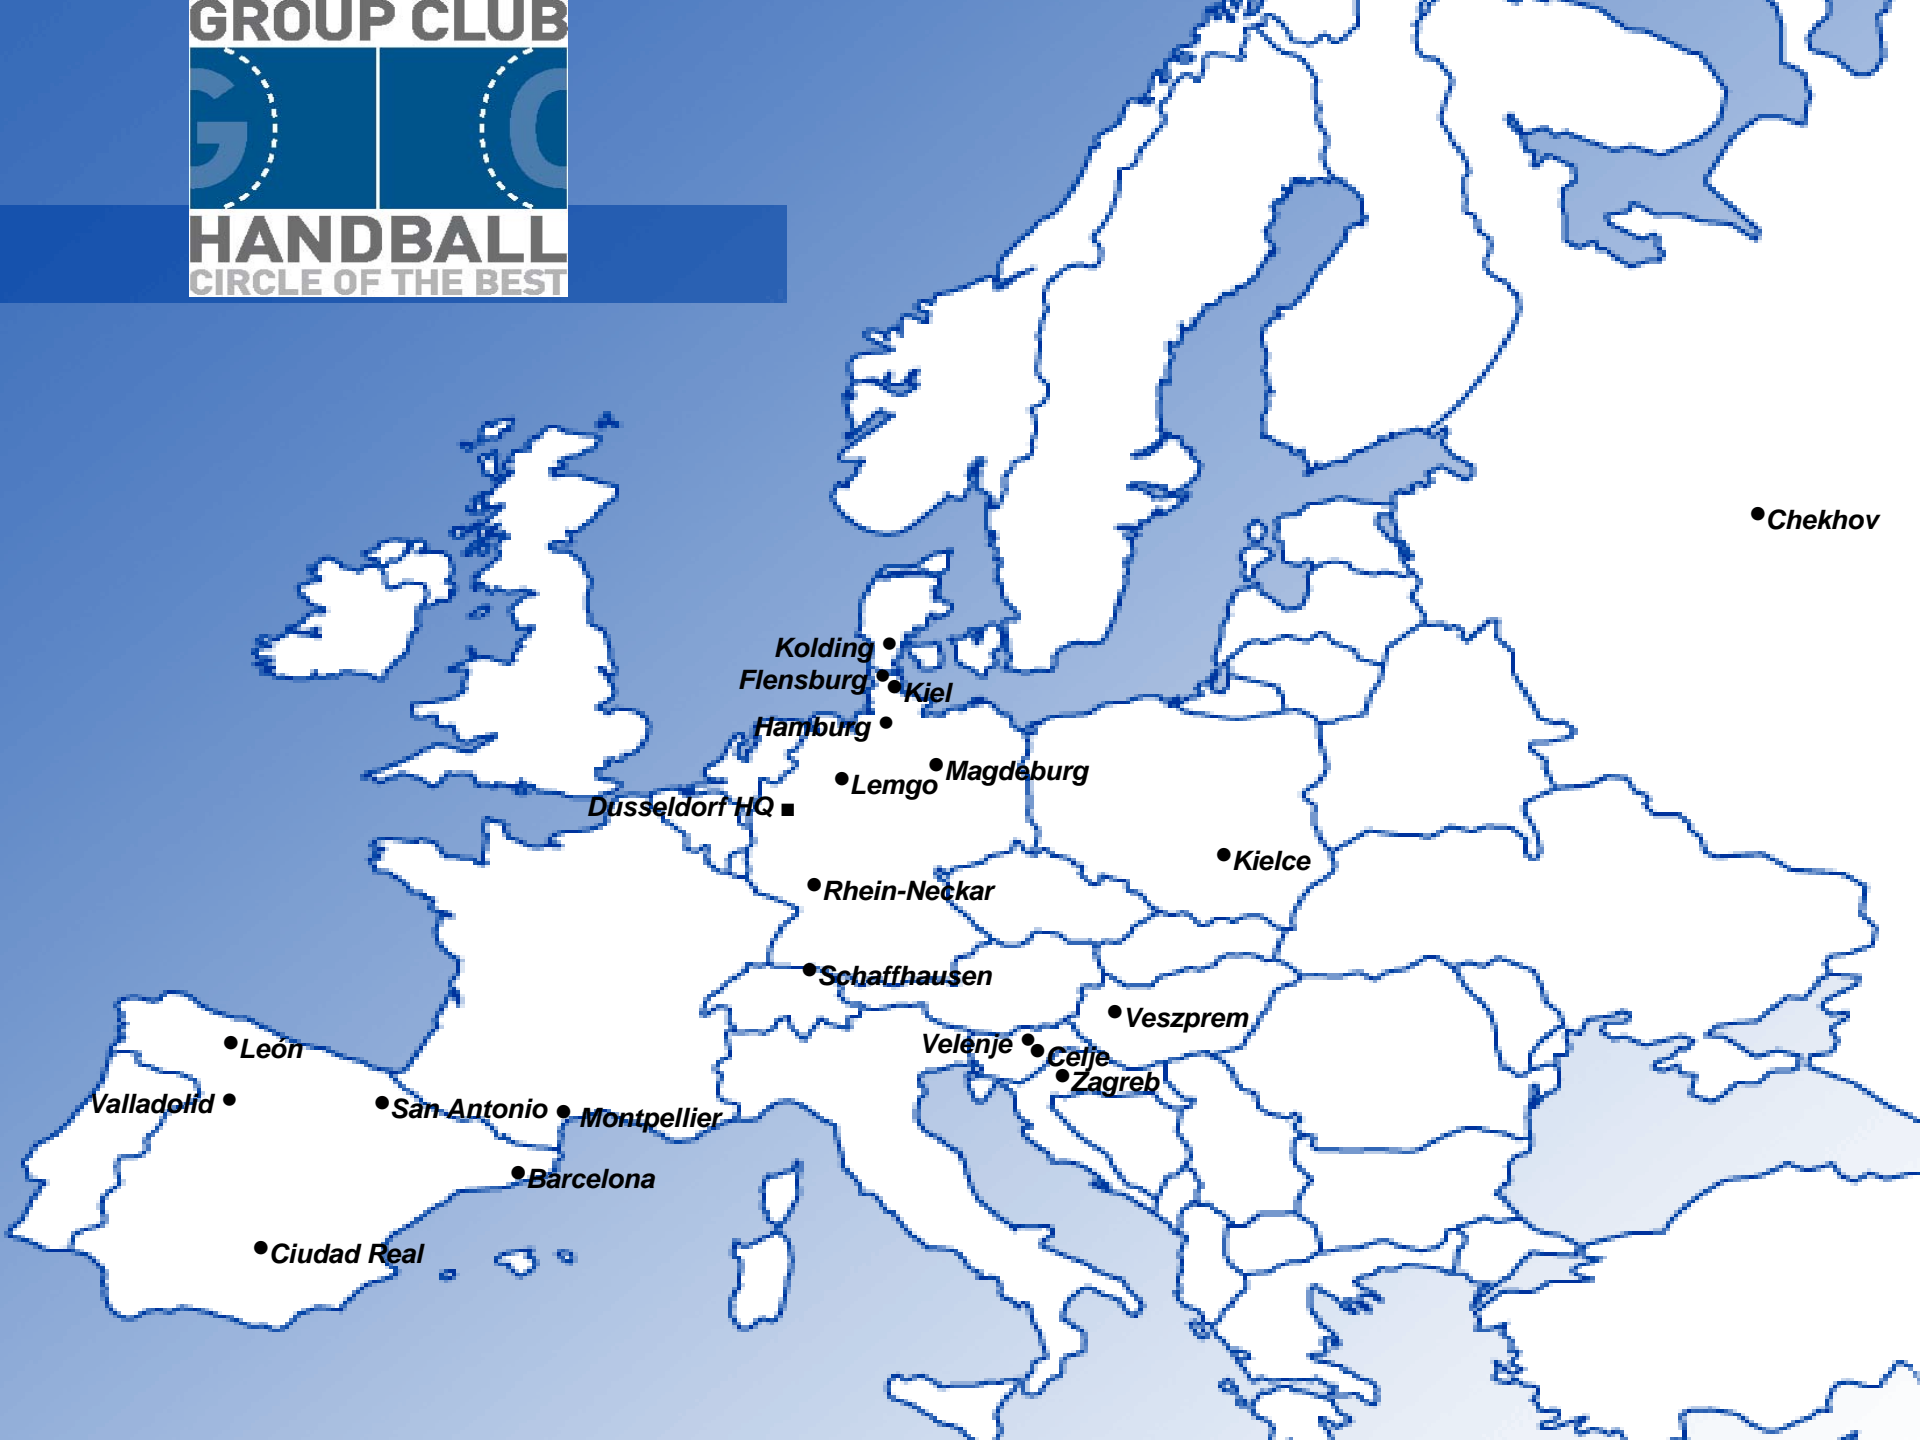 GROUP CLUB
G C
HANDBALL
CIRCLE OF THE BEST
Chekhov
Kolding
Flensburg
Kiel
Hamburg
Magdeburg
Lemgo
Dusseldorf HQ
Kielce
Rhein-Neckar
Schaffhausen
Veszprem
Velenje
León
Celje
Zagreb
Valladolid
San Antonio
Montpellier
Barcelona
Ciudad Real